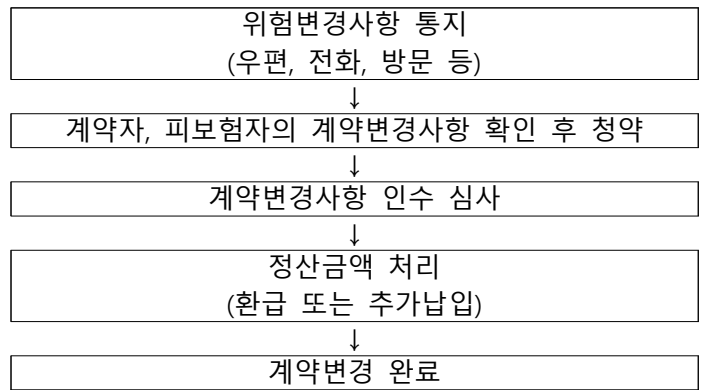 위험변경사항 통지
(우편, 전화, 방문 등)
↓
계약자, 피보험자의 계약변경사항 확인 후 청약
↓
계약변경사항 인수 심사
↓
정산금액 처리
(환급 또는 추가납입)
↓
계약변경 완료